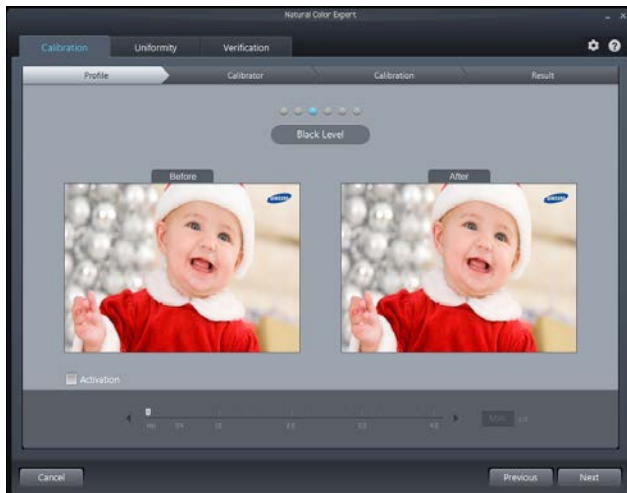 Natural Color Expert
Calibration Uniformity Verification
Profile Calibrator Calibration Result
Black Level
Before After
SAMSUNG SAMSUNG
Activation
Cancel Previous Next